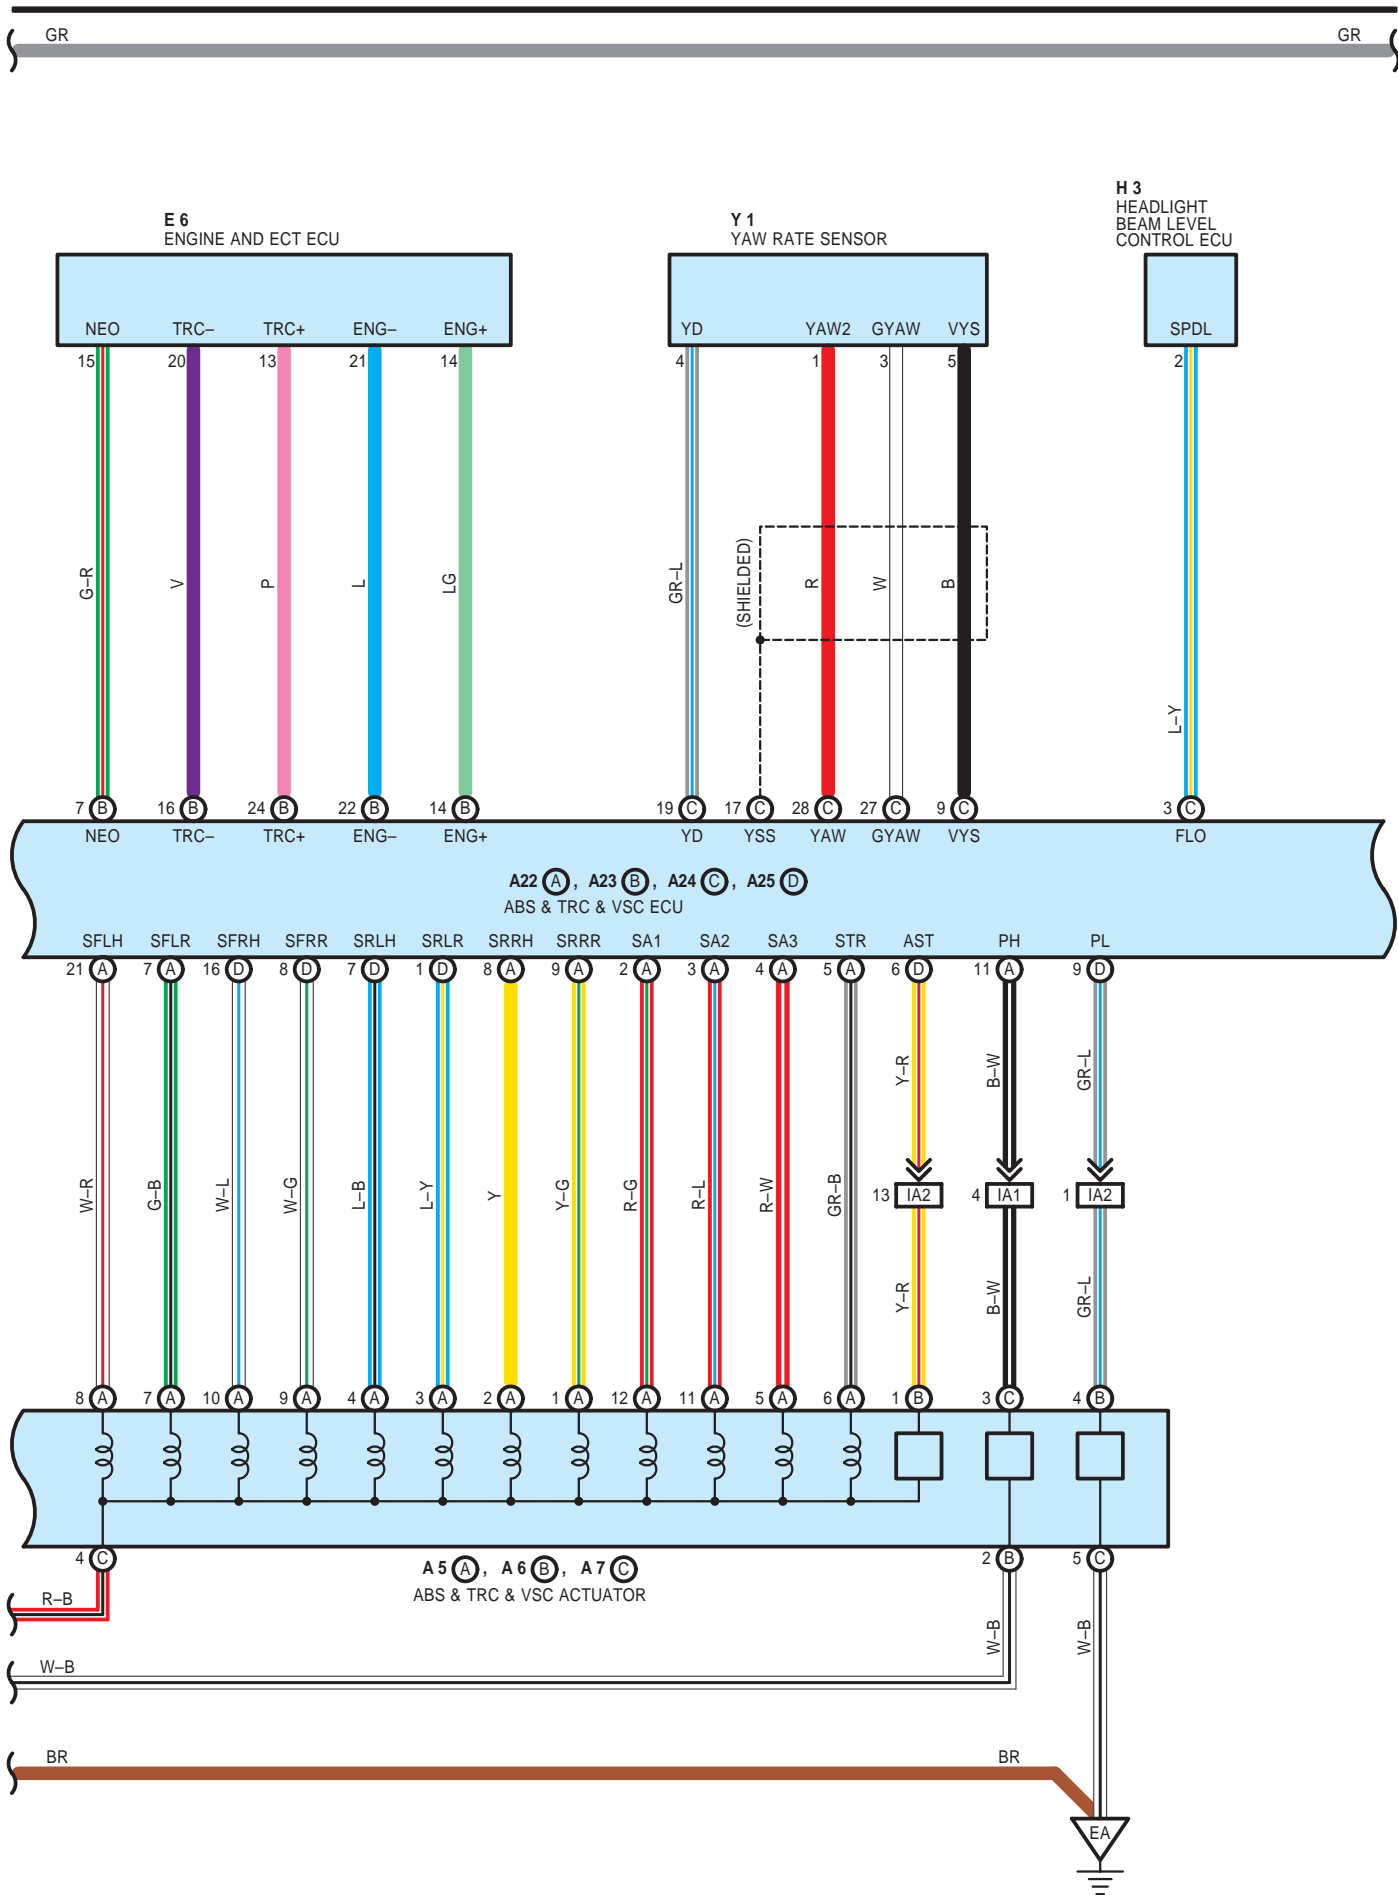 GR GR
H 3
HEADLIGHT
BEAM LEVEL
CONTROL ECU
E 6
ENGINE AND ECT ECU
Y 1
YAW RATE SENSOR
NEO TRC– TRC+ ENG– ENG+ YD YAW2 GYAW VYS SPDL
15 20 13 21 14 4 1 3 5 2
(SHIELDED)
G–R V P L LG GR–L R W B
L–Y
7 B 16 B 24 B 22 B 14 B 19 C 17 C 28 C 27 C 9 C 3 C
NEO TRC– TRC+ ENG– ENG+ YD YSS YAW GYAW VYS FLO
A22 A , A23 B , A24 C , A25 D
ABS & TRC & VSC ECU
SFLH SFLR SFRH SFRR SRLH SRLR SRRH SRRR SA1 SA2 SA3 STR AST PH PL
21 A 7 A 16 D 8 D 7 D 1 D 8 A 9 A 2 A 3 A 4 A 5 A 6 D 11 A 9 D
Y–R B–W GR–L
W–R G–B W–L W–G L–B L–Y Y Y–G R–G R–L R–W GR–B
13 IA2 4 IA1 1 IA2
Y–R B–W GR–L
8 A 7 A 10 A 9 A 4 A 3 A 2 A 1 A 12 A 11 A 5 A 6 A 1 B 3 C 4 B
4 C 2 B 5 C
A 5 A , A 6 B , A 7 C
ABS & TRC & VSC ACTUATOR
R–B
W–B W–B
W–B
BR BR
EA